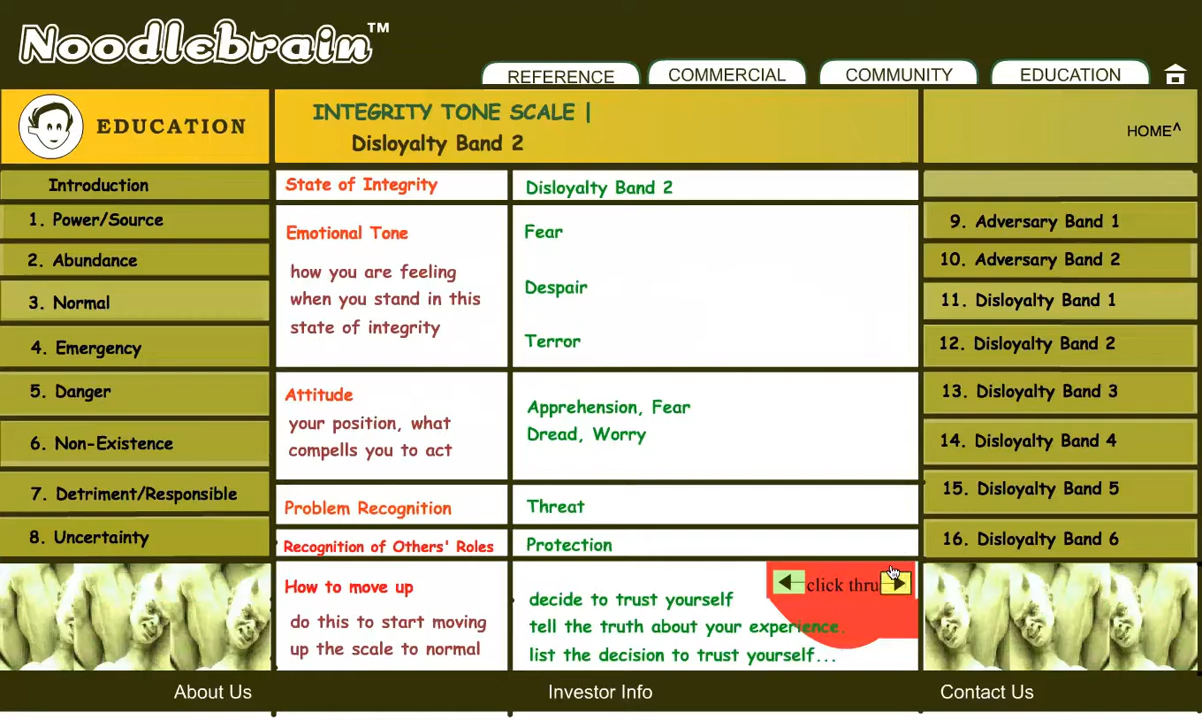 Noodlebrain™
REFERENCE
COMMERCIAL
COMMUNITY
EDUCATION
EDUCATION
INTEGRITY TONE SCALE |
Disloyalty Band 2
HOME^
Introduction
1. Power/Source
2. Abundance
3. Normal
4. Emergency
5. Danger
6. Non-Existence
7. Detriment/Responsible
8. Uncertainty
State of Integrity
Disloyalty Band 2
Emotional Tone
how you are feeling
when you stand in this
state of integrity
Fear
Despair
Terror
Attitude
your position, what
compells you to act
Apprehension, Fear
Dread, Worry
Problem Recognition
Threat
Recognition of Others' Roles
Protection
How to move up
do this to start moving
up the scale to normal
click thru
decide to trust yourself
tell the truth about your experience.
list the decision to trust yourself...
9. Adversary Band 1
10. Adversary Band 2
11. Disloyalty Band 1
12. Disloyalty Band 2
13. Disloyalty Band 3
14. Disloyalty Band 4
15. Disloyalty Band 5
16. Disloyalty Band 6
About Us
Investor Info
Contact Us